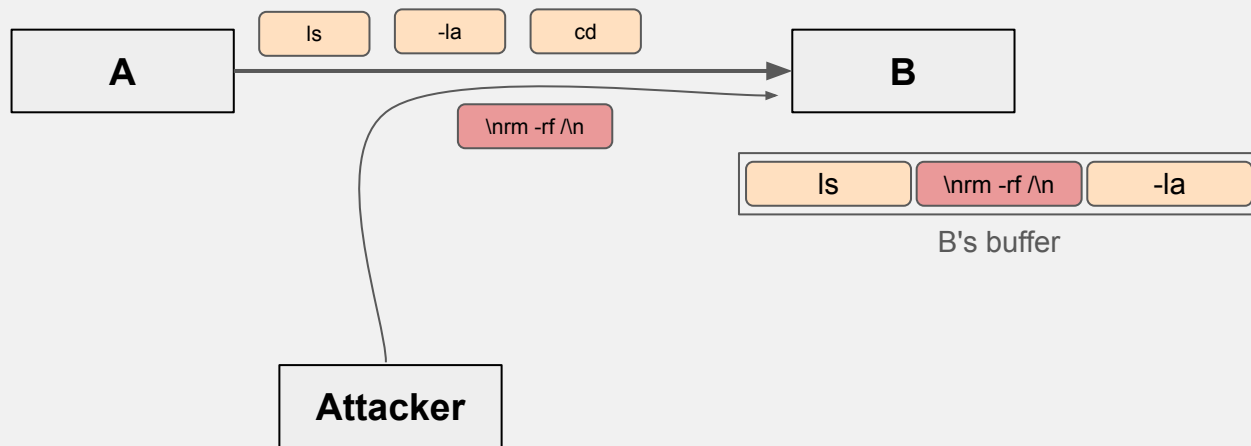 ls
-la
cd
A
B
\nrm -rf /\n
ls
\nrm -rf /\n
-la
B's buffer
Attacker